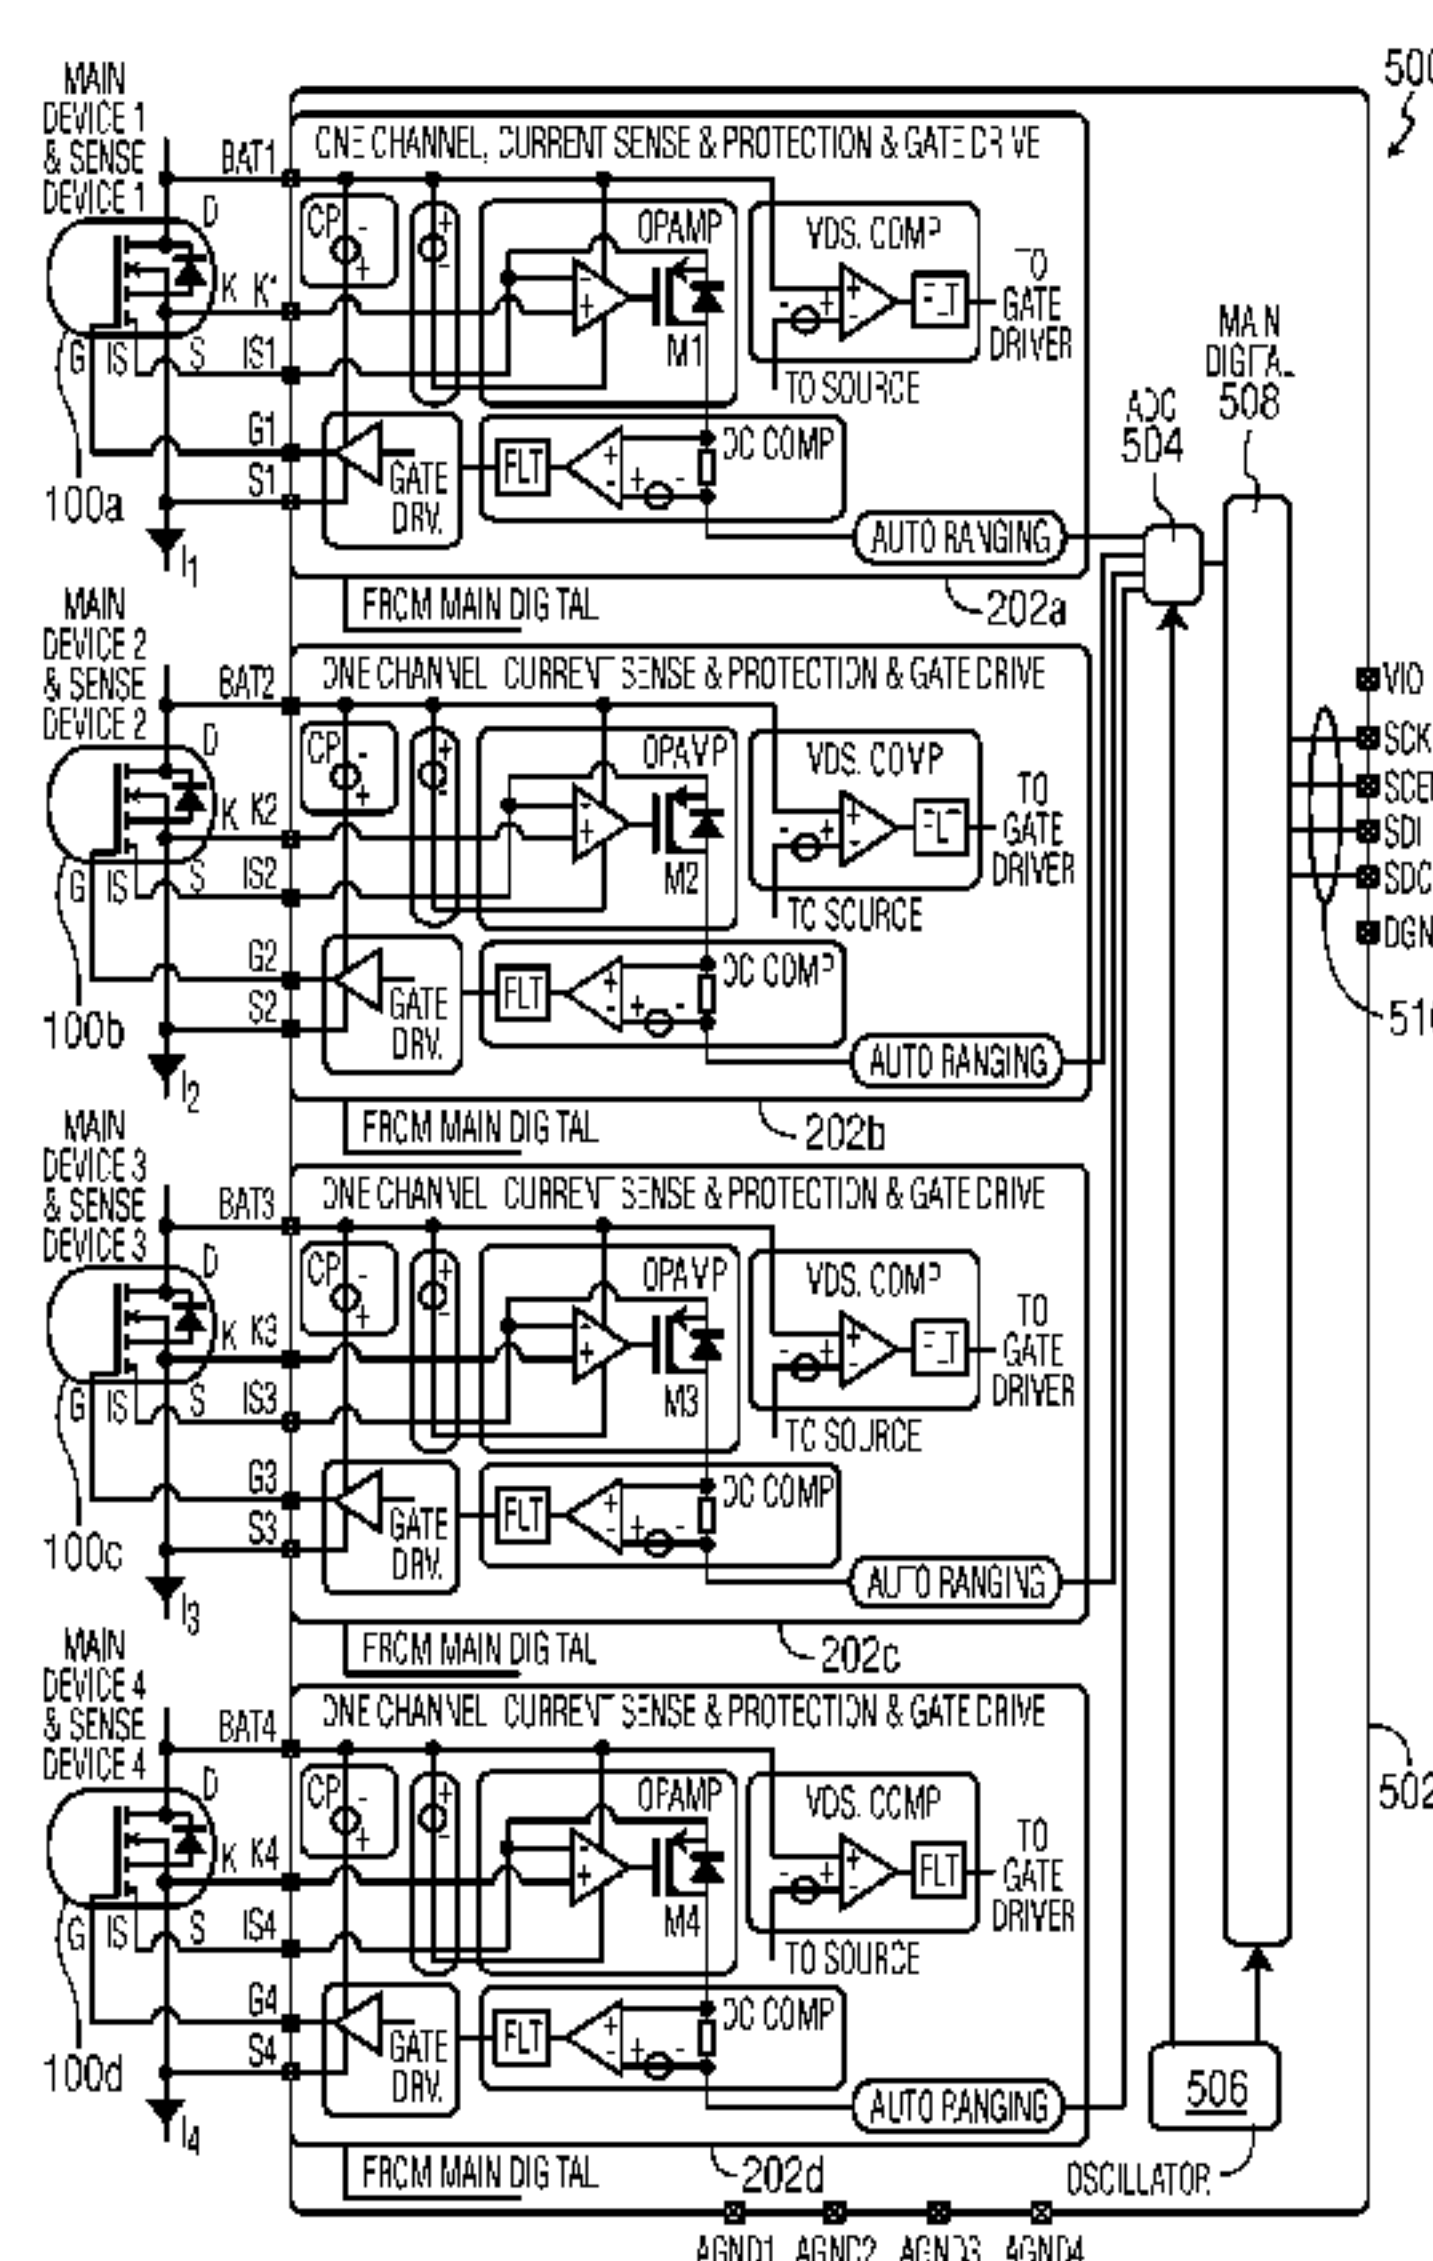 500
MAIN
DEVICE 1
& SENSE
DEVICE 1
BAT1
ONE CHANNEL, CURRENT SENSE & PROTECTION & GATE DRIVE
D
CP
-
+
+
-
OPAMP
-
+
M1
VDS. COMP
-
+
+
-
FLT
TO
GATE
DRIVER
TO SOURCE
K
K1
G
IS
S
IS1
G1
S1
100a
I1
GATE
DRV.
FLT
+
-
+
-
OC COMP
AUTO RANGING
202a
FROM MAIN DIGITAL
ADC
504
MAIN
DIGITAL
508
MAIN
DEVICE 2
& SENSE
DEVICE 2
BAT2
ONE CHANNEL CURRENT SENSE & PROTECTION & GATE DRIVE
D
CP
-
+
+
-
OPAMP
-
+
M2
VDS. COMP
-
+
+
-
FLT
TO
GATE
DRIVER
TO SOURCE
K
K2
G
IS
S
IS2
G2
S2
100b
I2
GATE
DRV.
FLT
+
-
+
-
OC COMP
AUTO RANGING
202b
FROM MAIN DIGITAL
VIO
SCK
SDI
510
MAIN
DEVICE 3
& SENSE
DEVICE 3
BAT3
ONE CHANNEL CURRENT SENSE & PROTECTION & GATE DRIVE
D
CP
-
+
+
-
OPAMP
-
+
M3
VDS. COMP
-
+
+
-
FLT
TO
GATE
DRIVER
TO SOURCE
K
K3
G
IS
S
IS3
G3
S3
100c
I3
GATE
DRV.
FLT
+
-
+
-
OC COMP
AUTO RANGING
202c
FROM MAIN DIGITAL
MAIN
DEVICE 4
& SENSE
DEVICE 4
BAT4
ONE CHANNEL CURRENT SENSE & PROTECTION & GATE DRIVE
D
CP
-
+
+
-
OPAMP
-
+
M4
VDS. COMP
-
+
+
-
FLT
TO
GATE
DRIVER
TO SOURCE
K
K4
G
IS
S
IS4
G4
S4
100d
I4
GATE
DRV.
FLT
+
-
+
-
OC COMP
AUTO RANGING
202d
FROM MAIN DIGITAL
502
506
OSCILLATOR
AGND1 AGND2 AGND3 AGND4